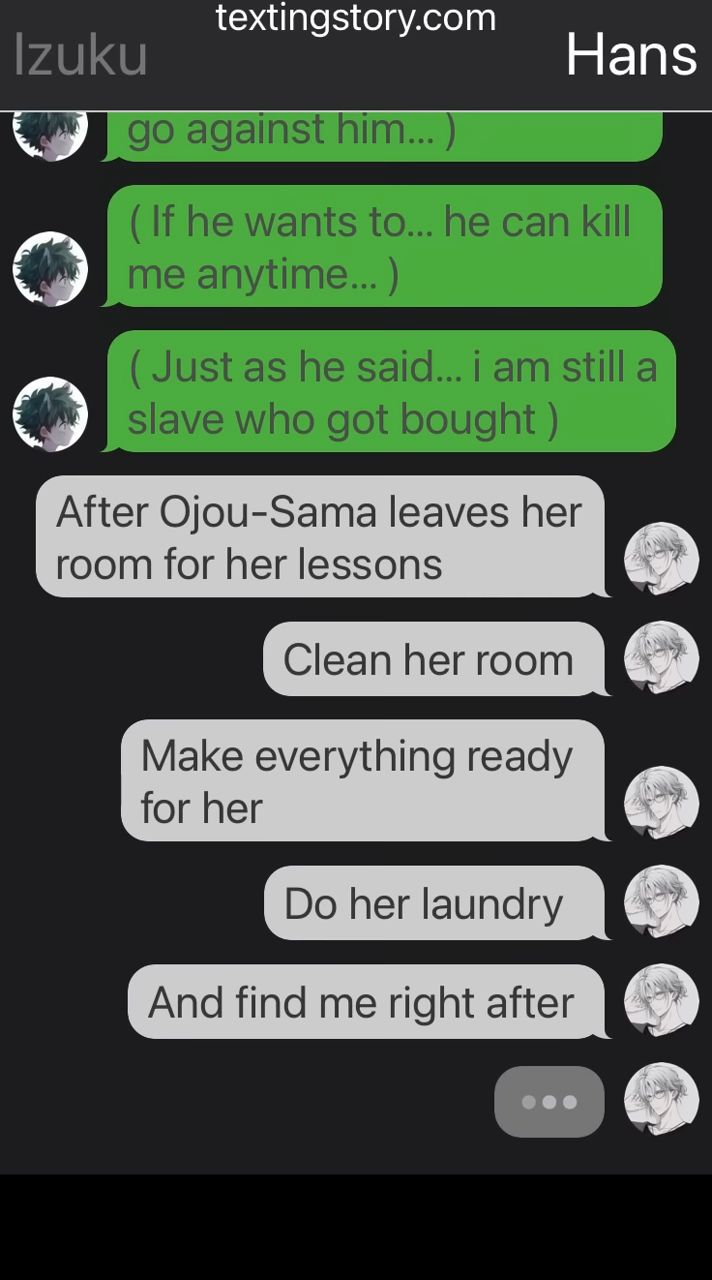 textingstory.com
Izuku
Hans
go against him... )
( If he wants to... he can kill
me anytime... )
( Just as he said... i am still a
slave who got bought )
After Ojou-Sama leaves her
room for her lessons
Clean her room
Make everything ready
for her
Do her laundry
And find me right after